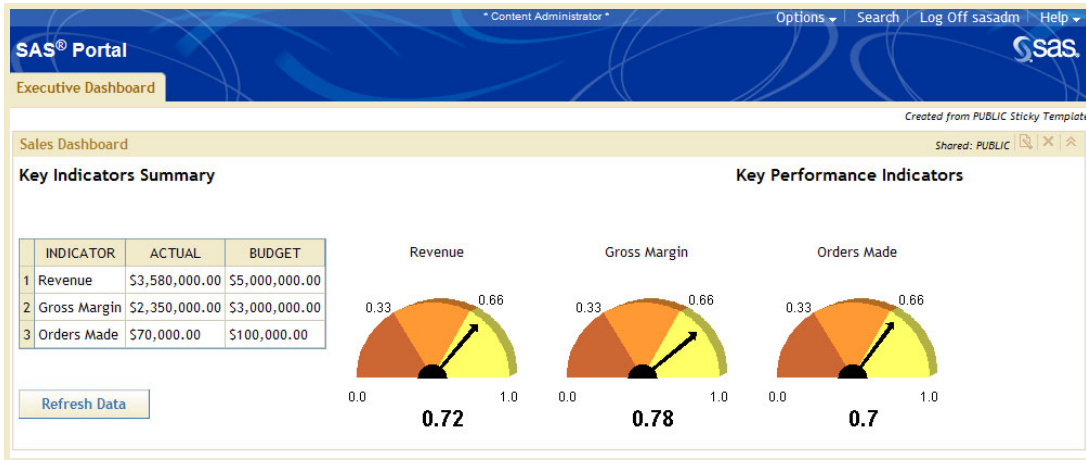 * Content Administrator *
Options Search Log Off sasadm Help
SAS® Portal
sas.
Executive Dashboard
Created from PUBLIC Sticky Template
Sales Dashboard
Shared: PUBLIC
Key Indicators Summary
Key Performance Indicators
INDICATOR ACTUAL BUDGET
1 Revenue $3,580,000.00 $5,000,000.00
2 Gross Margin $2,350,000.00 $3,000,000.00
3 Orders Made $70,000.00 $100,000.00
Refresh Data
Revenue
0.33 0.66
0.0 1.0
0.72
Gross Margin
0.33 0.66
0.0 1.0
0.78
Orders Made
0.33 0.66
0.0 1.0
0.7